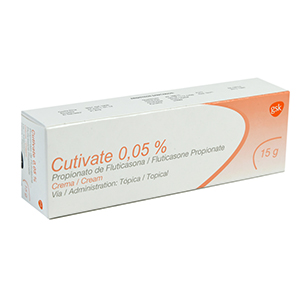 gsk
Cutivate 0,05 %
Propionato de Fluticasona / Fluticasone Propionate
Crema / Cream
Vía / Administration: Tópica / Topical
15 g